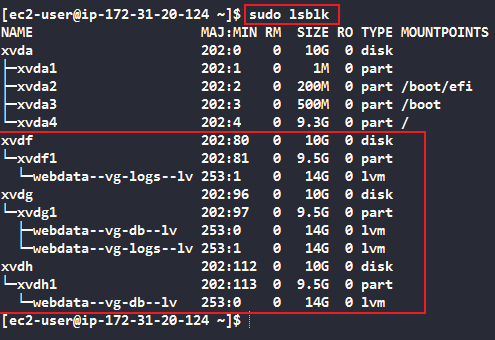 [ec2-user@ip-172-31-20-124 ~]$ sudo lsblk
NAME                      MAJ:MIN RM  SIZE RO TYPE MOUNTPOINTS
xvda                      202:0    0   10G  0 disk
├─xvda1                   202:1    0    1M  0 part
├─xvda2                   202:2    0  200M  0 part /boot/efi
├─xvda3                   202:3    0  500M  0 part /boot
└─xvda4                   202:4    0  9.3G  0 part /
xvdf                      202:80   0   10G  0 disk
└─xvdf1                   202:81   0  9.5G  0 part
  └─webdata--vg-logs--lv  253:1    0   14G  0 lvm
xvdg                      202:96   0   10G  0 disk
└─xvdg1                   202:97   0  9.5G  0 part
  ├─webdata--vg-db--lv    253:0    0   14G  0 lvm
  └─webdata--vg-logs--lv  253:1    0   14G  0 lvm
xvdh                      202:112  0   10G  0 disk
└─xvdh1                   202:113  0  9.5G  0 part
  └─webdata--vg-db--lv    253:0    0   14G  0 lvm
[ec2-user@ip-172-31-20-124 ~]$